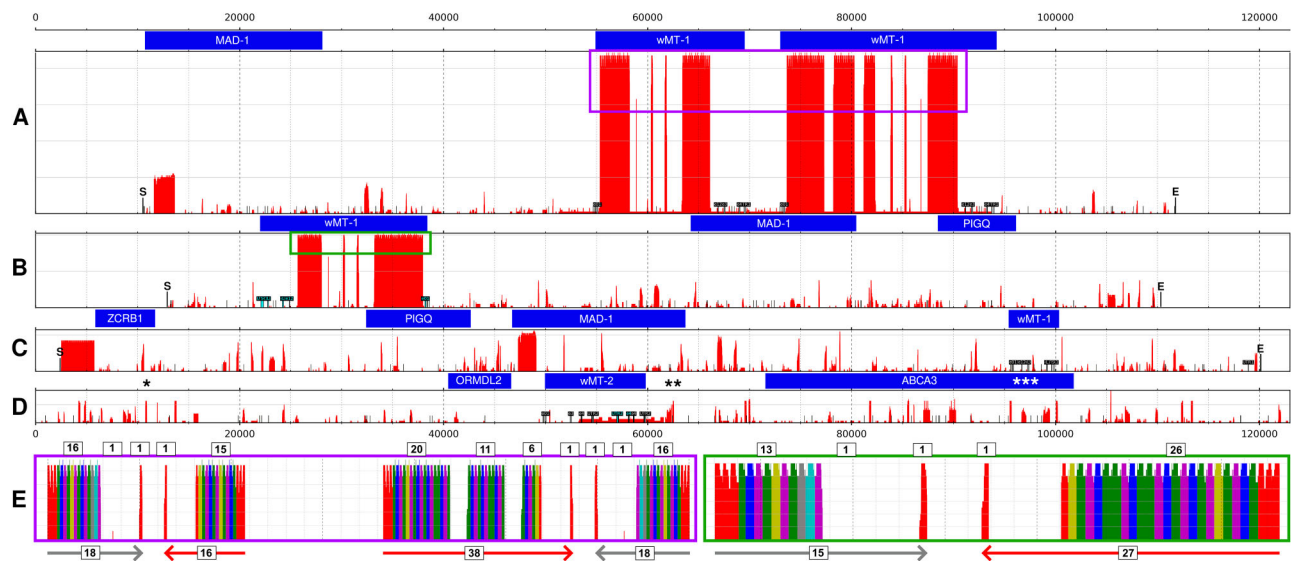 0 20000 40000 60000 80000 100000 120000
MAD-1 wMT-1 wMT-1
A
S E
wMT-1 MAD-1 PIGQ
B
S E
ZCRB1 PIGQ MAD-1 wMT-1
C
S E
* ORMDL2 wMT-2 ** ABCA3 ***
D
0 20000 40000 60000 80000 100000 120000
16 1 1 1 15 20 11 6 1 1 1 16 13 1 1 1 26
E
18 16 38 18 15 27